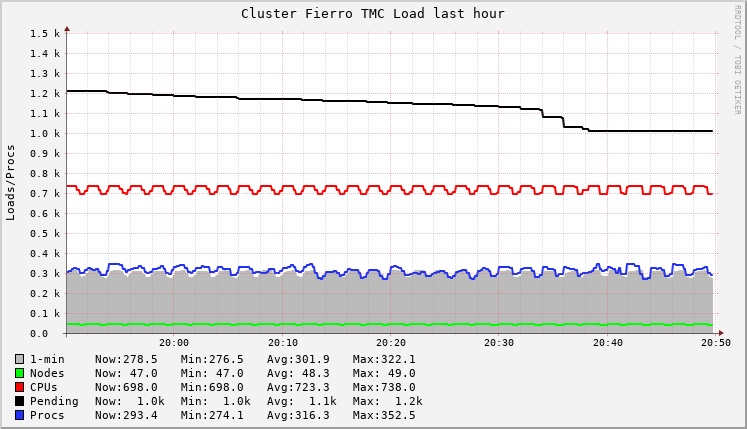 Cluster Fierro TMC Load last hour
RRDTOOL / TOBI OETIKER
Loads/Procs
1.5 k
1.4 k
1.3 k
1.2 k
1.1 k
1.0 k
0.9 k
0.8 k
0.7 k
0.6 k
0.5 k
0.4 k
0.3 k
0.2 k
0.1 k
0.0
20:00 20:10 20:20 20:30 20:40 20:50
1-min Now:278.5 Min:276.5 Avg:301.9 Max:322.1
Nodes Now: 47.0 Min: 47.0 Avg: 48.3 Max: 49.0
CPUs Now:698.0 Min:698.0 Avg:723.3 Max:738.0
Pending Now: 1.0k Min: 1.0k Avg: 1.1k Max: 1.2k
Procs Now:293.4 Min:274.1 Avg:316.3 Max:352.5